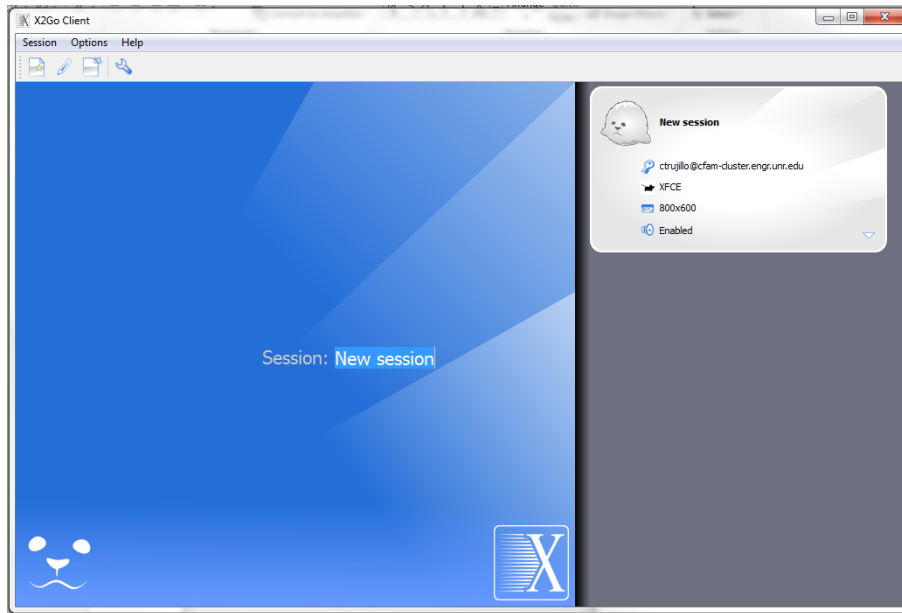 X2Go Client
Session Options Help
New session
ctrujillo@cfam-cluster.engr.unr.edu
XFCE
800x600
Enabled
Session: New session
X